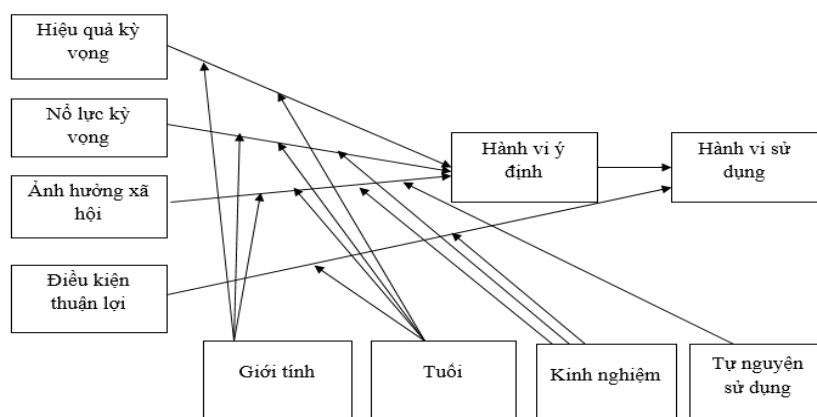 Hiệu quả kỳ
vọng
Nổ lực kỳ
vọng
Ảnh hưởng xã
hội
Điều kiện
thuận lợi
Hành vi ý
định
Hành vi sử
dụng
Giới tính
Tuổi
Kinh nghiệm
Tự nguyện
sử dụng